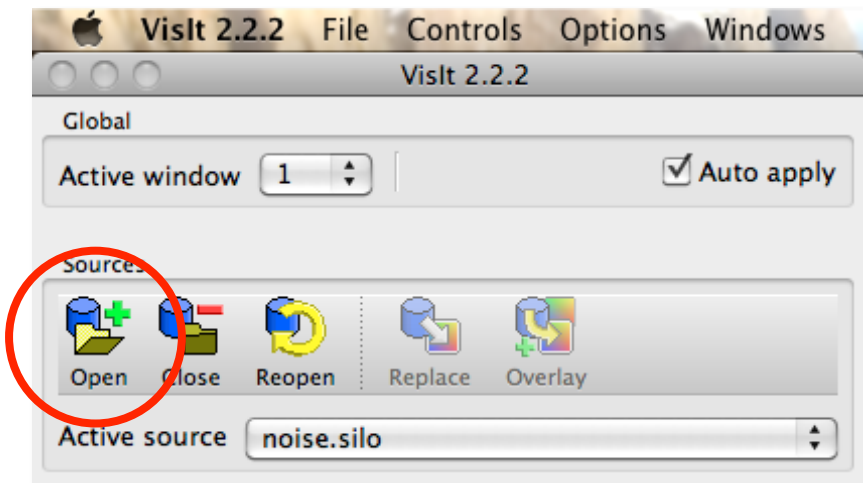 VisIt 2.2.2 File Controls Options Windows
VisIt 2.2.2
Global
Active window 1 Auto apply
Sources
Open Close Reopen Replace Overlay
Active source noise.silo